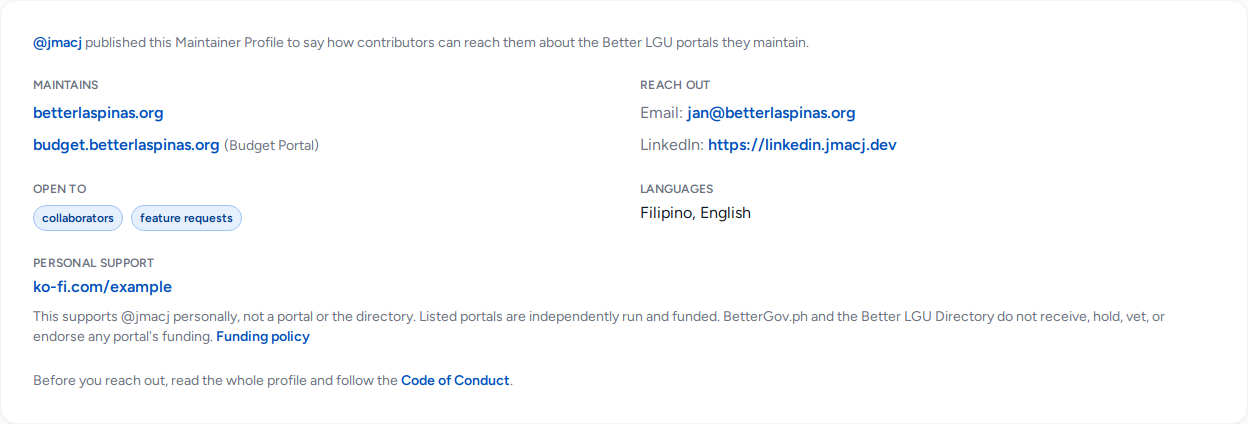 @jmacj published this Maintainer Profile to say how contributors can reach them about the Better LGU portals they maintain.
MAINTAINS
betterlaspinas.org
budget.betterlaspinas.org (Budget Portal)
REACH OUT
Email: jan@betterlaspinas.org
LinkedIn: https://linkedin.jmacj.dev
OPEN TO
collaborators
feature requests
LANGUAGES
Filipino, English
PERSONAL SUPPORT
ko-fi.com/example
This supports @jmacj personally, not a portal or the directory. Listed portals are independently run and funded. BetterGov.ph and the Better LGU Directory do not receive, hold, vet, or
endorse any portal's funding. Funding policy
Before you reach out, read the whole profile and follow the Code of Conduct.